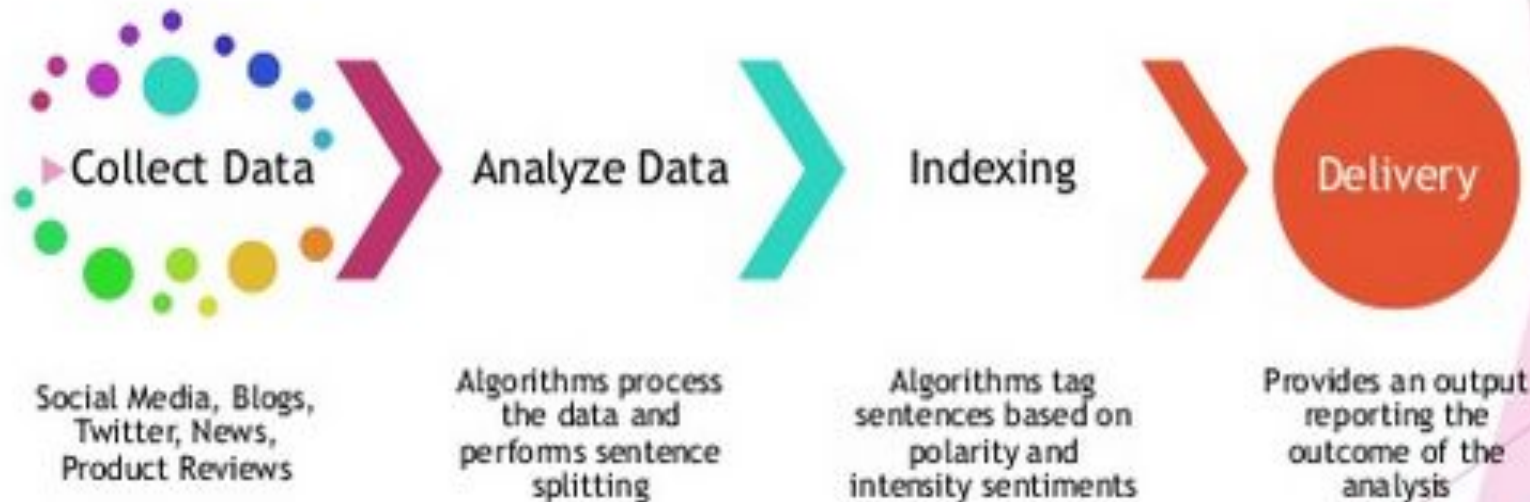 Collect Data
Analyze Data
Indexing
Delivery
Social Media, Blogs,
Twitter, News,
Product Reviews
Algorithms process
the data and
performs sentence
splitting
Algorithms tag
sentences based on
polarity and
intensity sentiments
Provides an output
reporting the
outcome of the
analysis